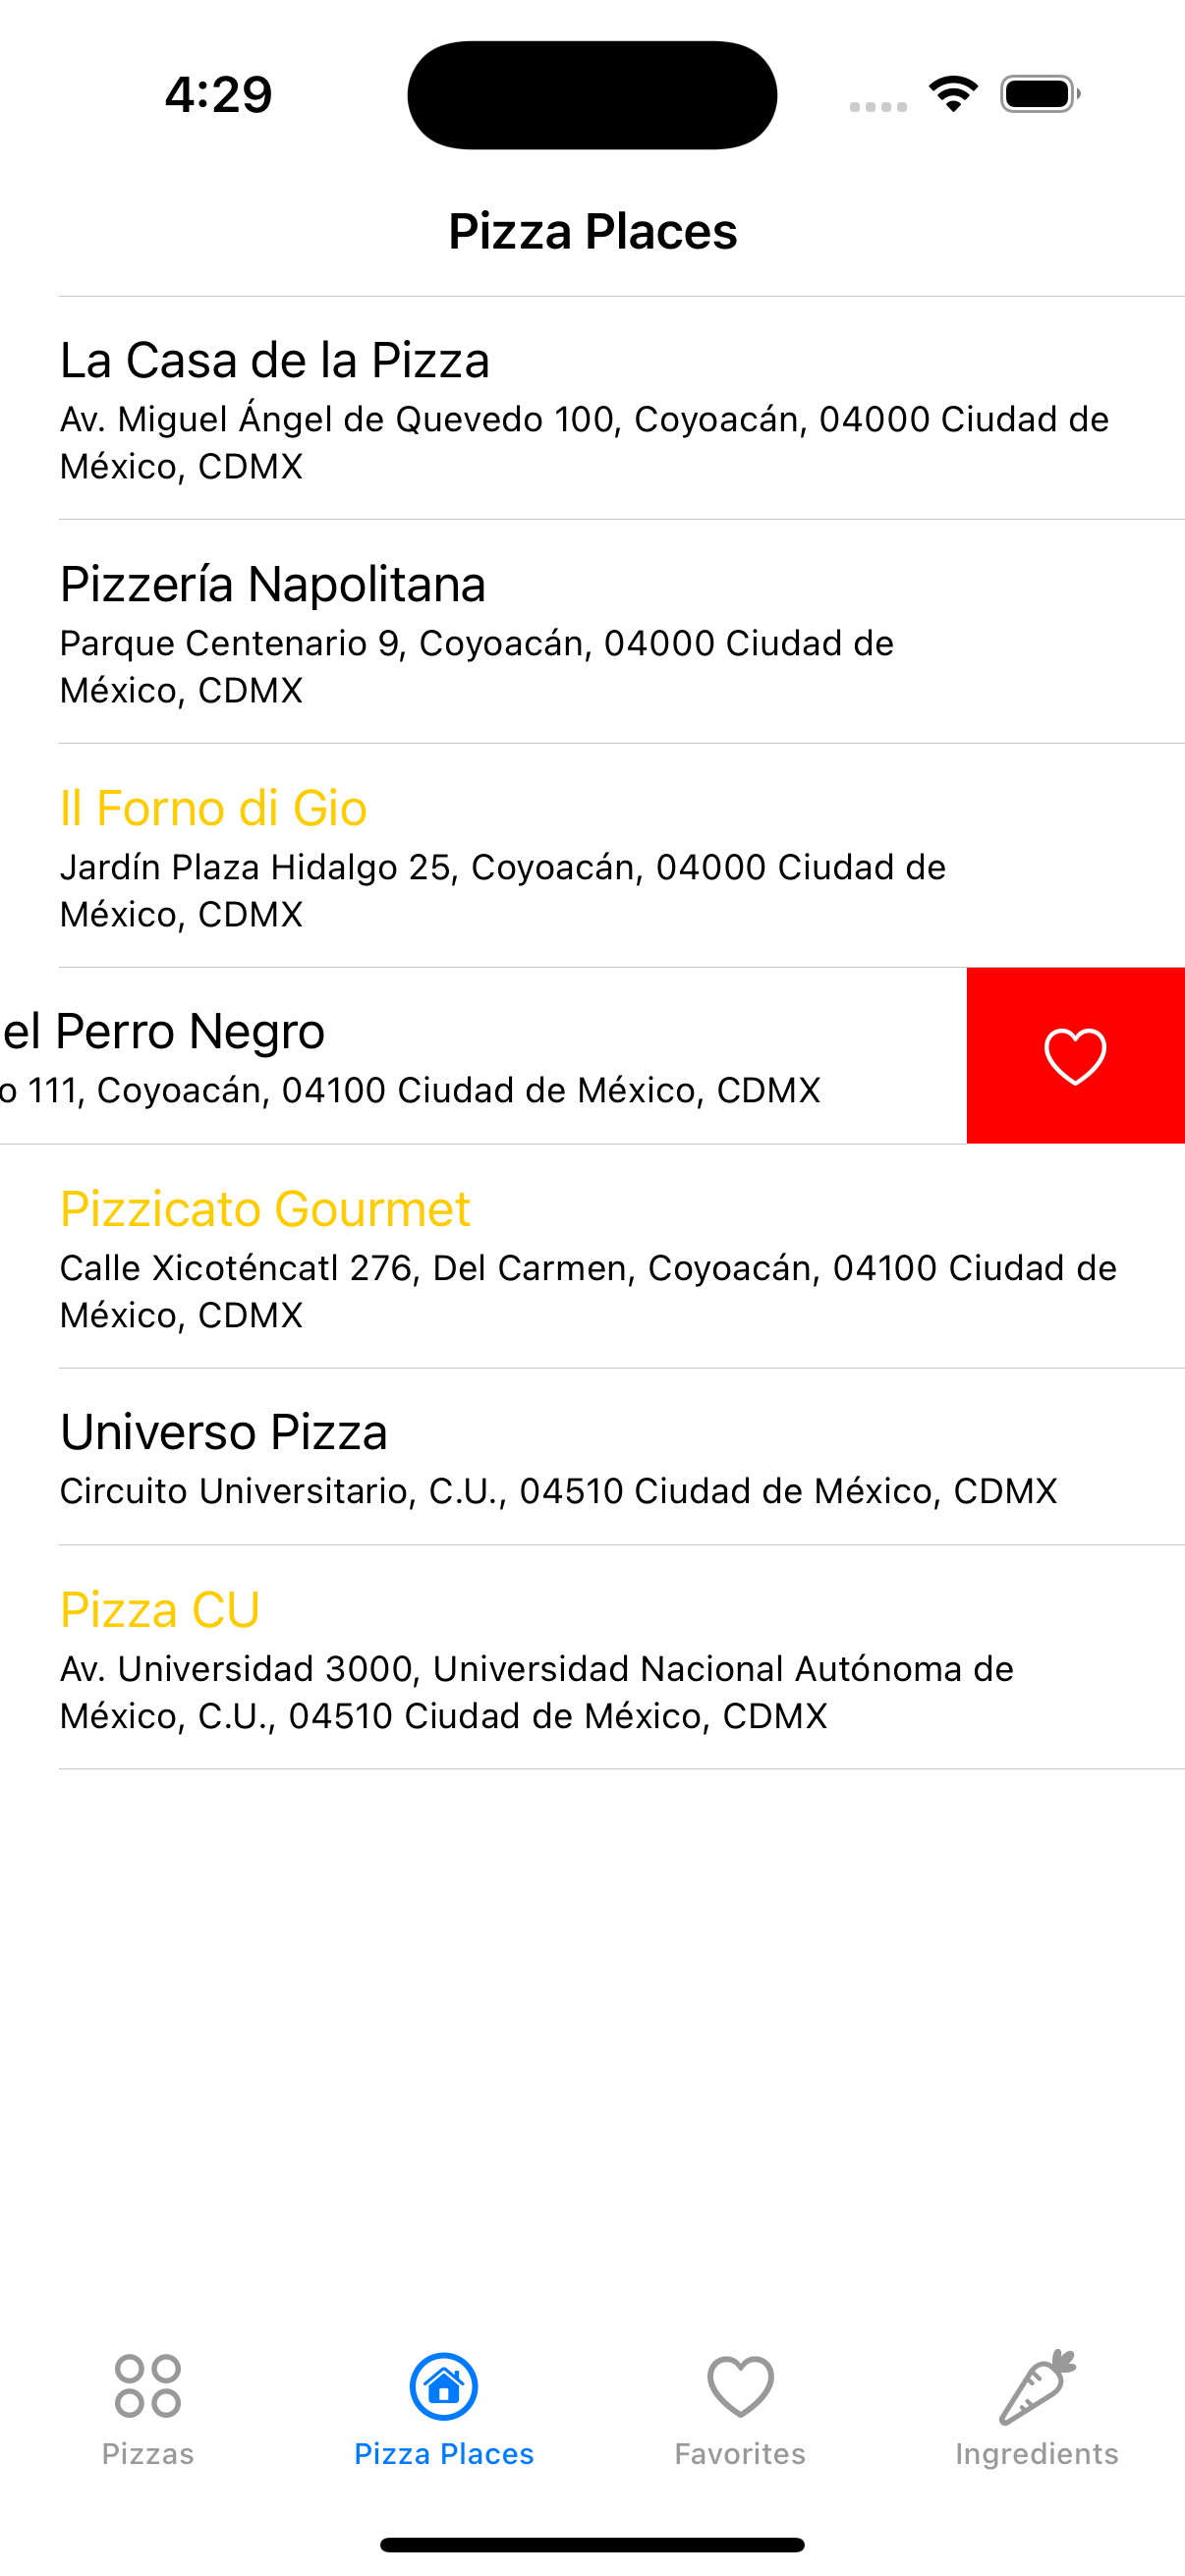 4:29
Pizza Places
La Casa de la Pizza
Av. Miguel Ángel de Quevedo 100, Coyoacán, 04000 Ciudad de
México, CDMX
Pizzería Napolitana
Parque Centenario 9, Coyoacán, 04000 Ciudad de
México, CDMX
Il Forno di Gio
Jardín Plaza Hidalgo 25, Coyoacán, 04000 Ciudad de
México, CDMX
el Perro Negro
o 111, Coyoacán, 04100 Ciudad de México, CDMX
Pizzicato Gourmet
Calle Xicoténcatl 276, Del Carmen, Coyoacán, 04100 Ciudad de
México, CDMX
Universo Pizza
Circuito Universitario, C.U., 04510 Ciudad de México, CDMX
Pizza CU
Av. Universidad 3000, Universidad Nacional Autónoma de
México, C.U., 04510 Ciudad de México, CDMX
Pizzas
Pizza Places
Favorites
Ingredients